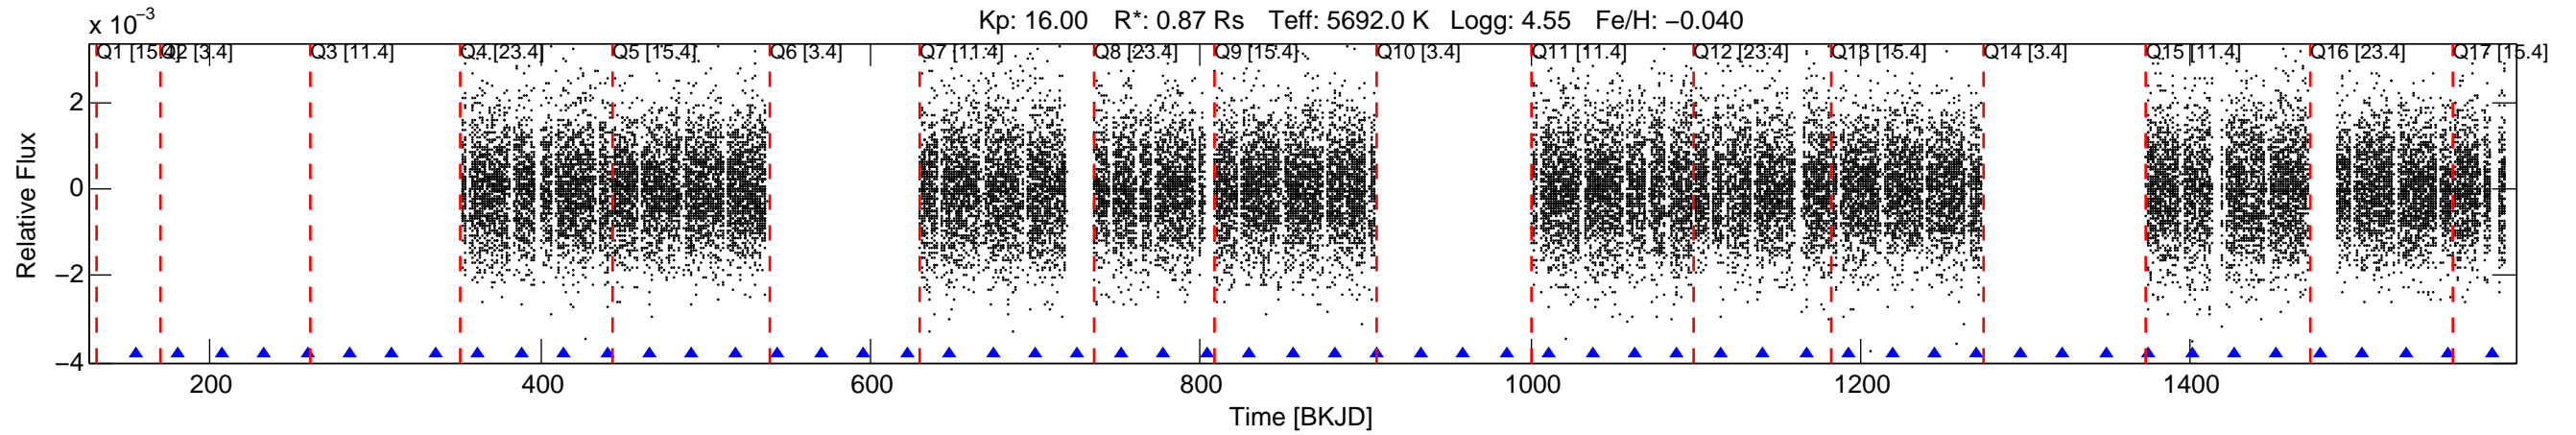 Kp: 16.00 R*: 0.87 Rs Teff: 5692.0 K Logg: 4.55 Fe/H: −0.040
x 10−3
Q1 [15.4] Q2 [3.4] Q3 [11.4] Q4 [23.4] Q5 [15.4] Q6 [3.4] Q7 [11.4] Q8 [23.4] Q9 [15.4] Q10 [3.4] Q11 [11.4] Q12 [23.4] Q13 [15.4] Q14 [3.4] Q15 [11.4] Q16 [23.4] Q17 [15.4]
2
0
−2
−4
Relative Flux
200 400 600 800 1000 1200 1400
Time [BKJD]